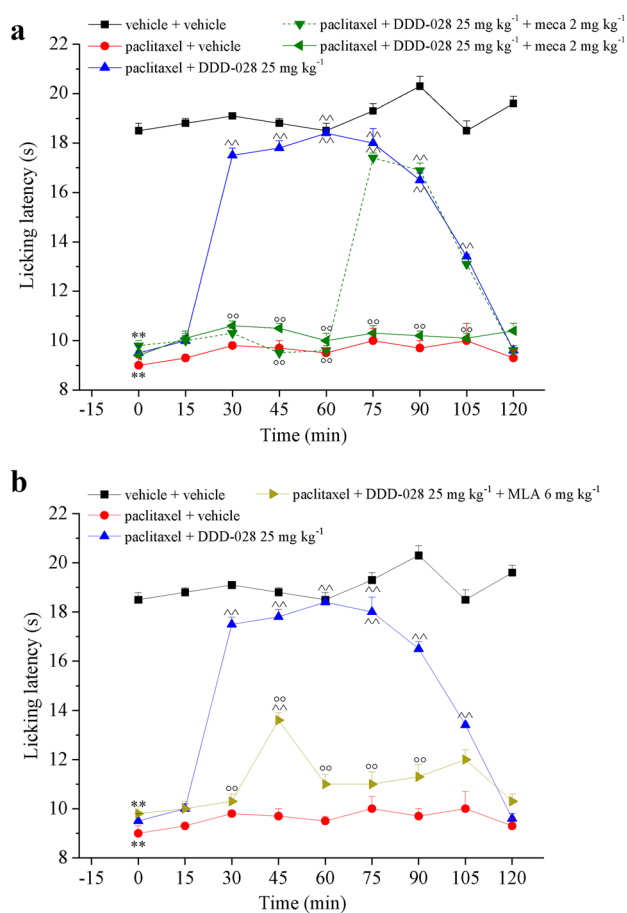 a
vehicle + vehicle
paclitaxel + vehicle
paclitaxel + DDD-028 25 mg kg⁻¹
paclitaxel + DDD-028 25 mg kg⁻¹ + meca 2 mg kg⁻¹
paclitaxel + DDD-028 25 mg kg⁻¹ + meca 2 mg kg⁻¹
22
20
18
16
14
12
10
8
Licking latency (s)
^^ ^^ ^^ ^^ ^^ ^^ ^^ ^^ ^^
°° °° °° °° °° °° °° °°
**
**
-15 0 15 30 45 60 75 90 105 120
Time (min)
b
vehicle + vehicle
paclitaxel + vehicle
paclitaxel + DDD-028 25 mg kg⁻¹
paclitaxel + DDD-028 25 mg kg⁻¹ + MLA 6 mg kg⁻¹
22
20
18
16
14
12
10
8
Licking latency (s)
^^ ^^ ^^ ^^ ^^ ^^ ^^ ^^
°°
^^
°° °° °° °°
**
**
-15 0 15 30 45 60 75 90 105 120
Time (min)